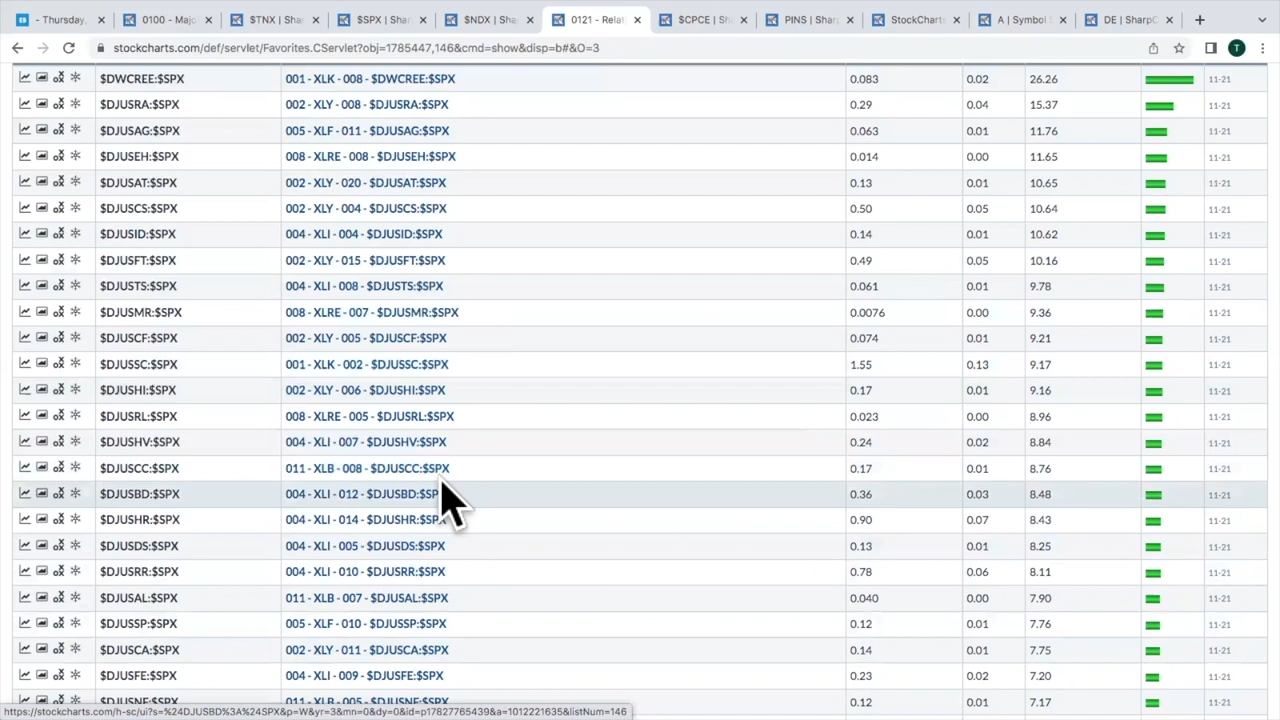 - Thursday,
0100 - Majo
$TNX | Sha
$SPX | Shar
$NDX | Sha
0121 - Relat
$CPCE | Sh
PINS | Shar
StockChart
A | Symbol
DE | SharpC
stockcharts.com/def/servlet/Favorites.CServlet?obj=1785447,146&cmd=show&disp=b#&O=3
T
$DWCREE:$SPX 001 - XLK - 008 - $DWCREE:$SPX 0.083 0.02 26.26 11-21
$DJUSRA:$SPX 002 - XLY - 008 - $DJUSRA:$SPX 0.29 0.04 15.37 11-21
$DJUSAG:$SPX 005 - XLF - 011 - $DJUSAG:$SPX 0.063 0.01 11.76 11-21
$DJUSEH:$SPX 008 - XLRE - 008 - $DJUSEH:$SPX 0.014 0.00 11.65 11-21
$DJUSAT:$SPX 002 - XLY - 020 - $DJUSAT:$SPX 0.13 0.01 10.65 11-21
$DJUSCS:$SPX 002 - XLY - 004 - $DJUSCS:$SPX 0.50 0.05 10.64 11-21
$DJUSID:$SPX 004 - XLI - 004 - $DJUSID:$SPX 0.14 0.01 10.62 11-21
$DJUSFT:$SPX 002 - XLY - 015 - $DJUSFT:$SPX 0.49 0.05 10.16 11-21
$DJUSTS:$SPX 004 - XLI - 008 - $DJUSTS:$SPX 0.061 0.01 9.78 11-21
$DJUSMR:$SPX 008 - XLRE - 007 - $DJUSMR:$SPX 0.0076 0.00 9.36 11-21
$DJUSCF:$SPX 002 - XLY - 005 - $DJUSCF:$SPX 0.074 0.01 9.21 11-21
$DJUSSC:$SPX 001 - XLK - 002 - $DJUSSC:$SPX 1.55 0.13 9.17 11-21
$DJUSHI:$SPX 002 - XLY - 006 - $DJUSHI:$SPX 0.17 0.01 9.16 11-21
$DJUSRL:$SPX 008 - XLRE - 005 - $DJUSRL:$SPX 0.023 0.00 8.96 11-21
$DJUSHV:$SPX 004 - XLI - 007 - $DJUSHV:$SPX 0.24 0.02 8.84 11-21
$DJUSCC:$SPX 011 - XLB - 008 - $DJUSCC:$SPX 0.17 0.01 8.76 11-21
$DJUSBD:$SPX 004 - XLI - 012 - $DJUSBD:$SP 0.36 0.03 8.48 11-21
$DJUSHR:$SPX 004 - XLI - 014 - $DJUSHR:$SPX 0.90 0.07 8.43 11-21
$DJUSDS:$SPX 004 - XLI - 005 - $DJUSDS:$SPX 0.13 0.01 8.25 11-21
$DJUSRR:$SPX 004 - XLI - 010 - $DJUSRR:$SPX 0.78 0.06 8.11 11-21
$DJUSAL:$SPX 011 - XLB - 007 - $DJUSAL:$SPX 0.040 0.00 7.90 11-21
$DJUSSP:$SPX 005 - XLF - 010 - $DJUSSP:$SPX 0.12 0.01 7.76 11-21
$DJUSCA:$SPX 002 - XLY - 011 - $DJUSCA:$SPX 0.14 0.01 7.75 11-21
$DJUSFE:$SPX 004 - XLI - 009 - $DJUSFE:$SPX 0.23 0.02 7.20 11-21
$DJUSNF:$SPX 011 - XLB - 005 - $DJUSNF:$SPX 0.12 0.01 7.17 11-21
https://stockcharts.com/h-sc/ui?s=%24DJUSBD%3A%24SPX&p=W&yr=3&mn=0&dy=0&id=p17827765439&a=1012221635&listNum=146